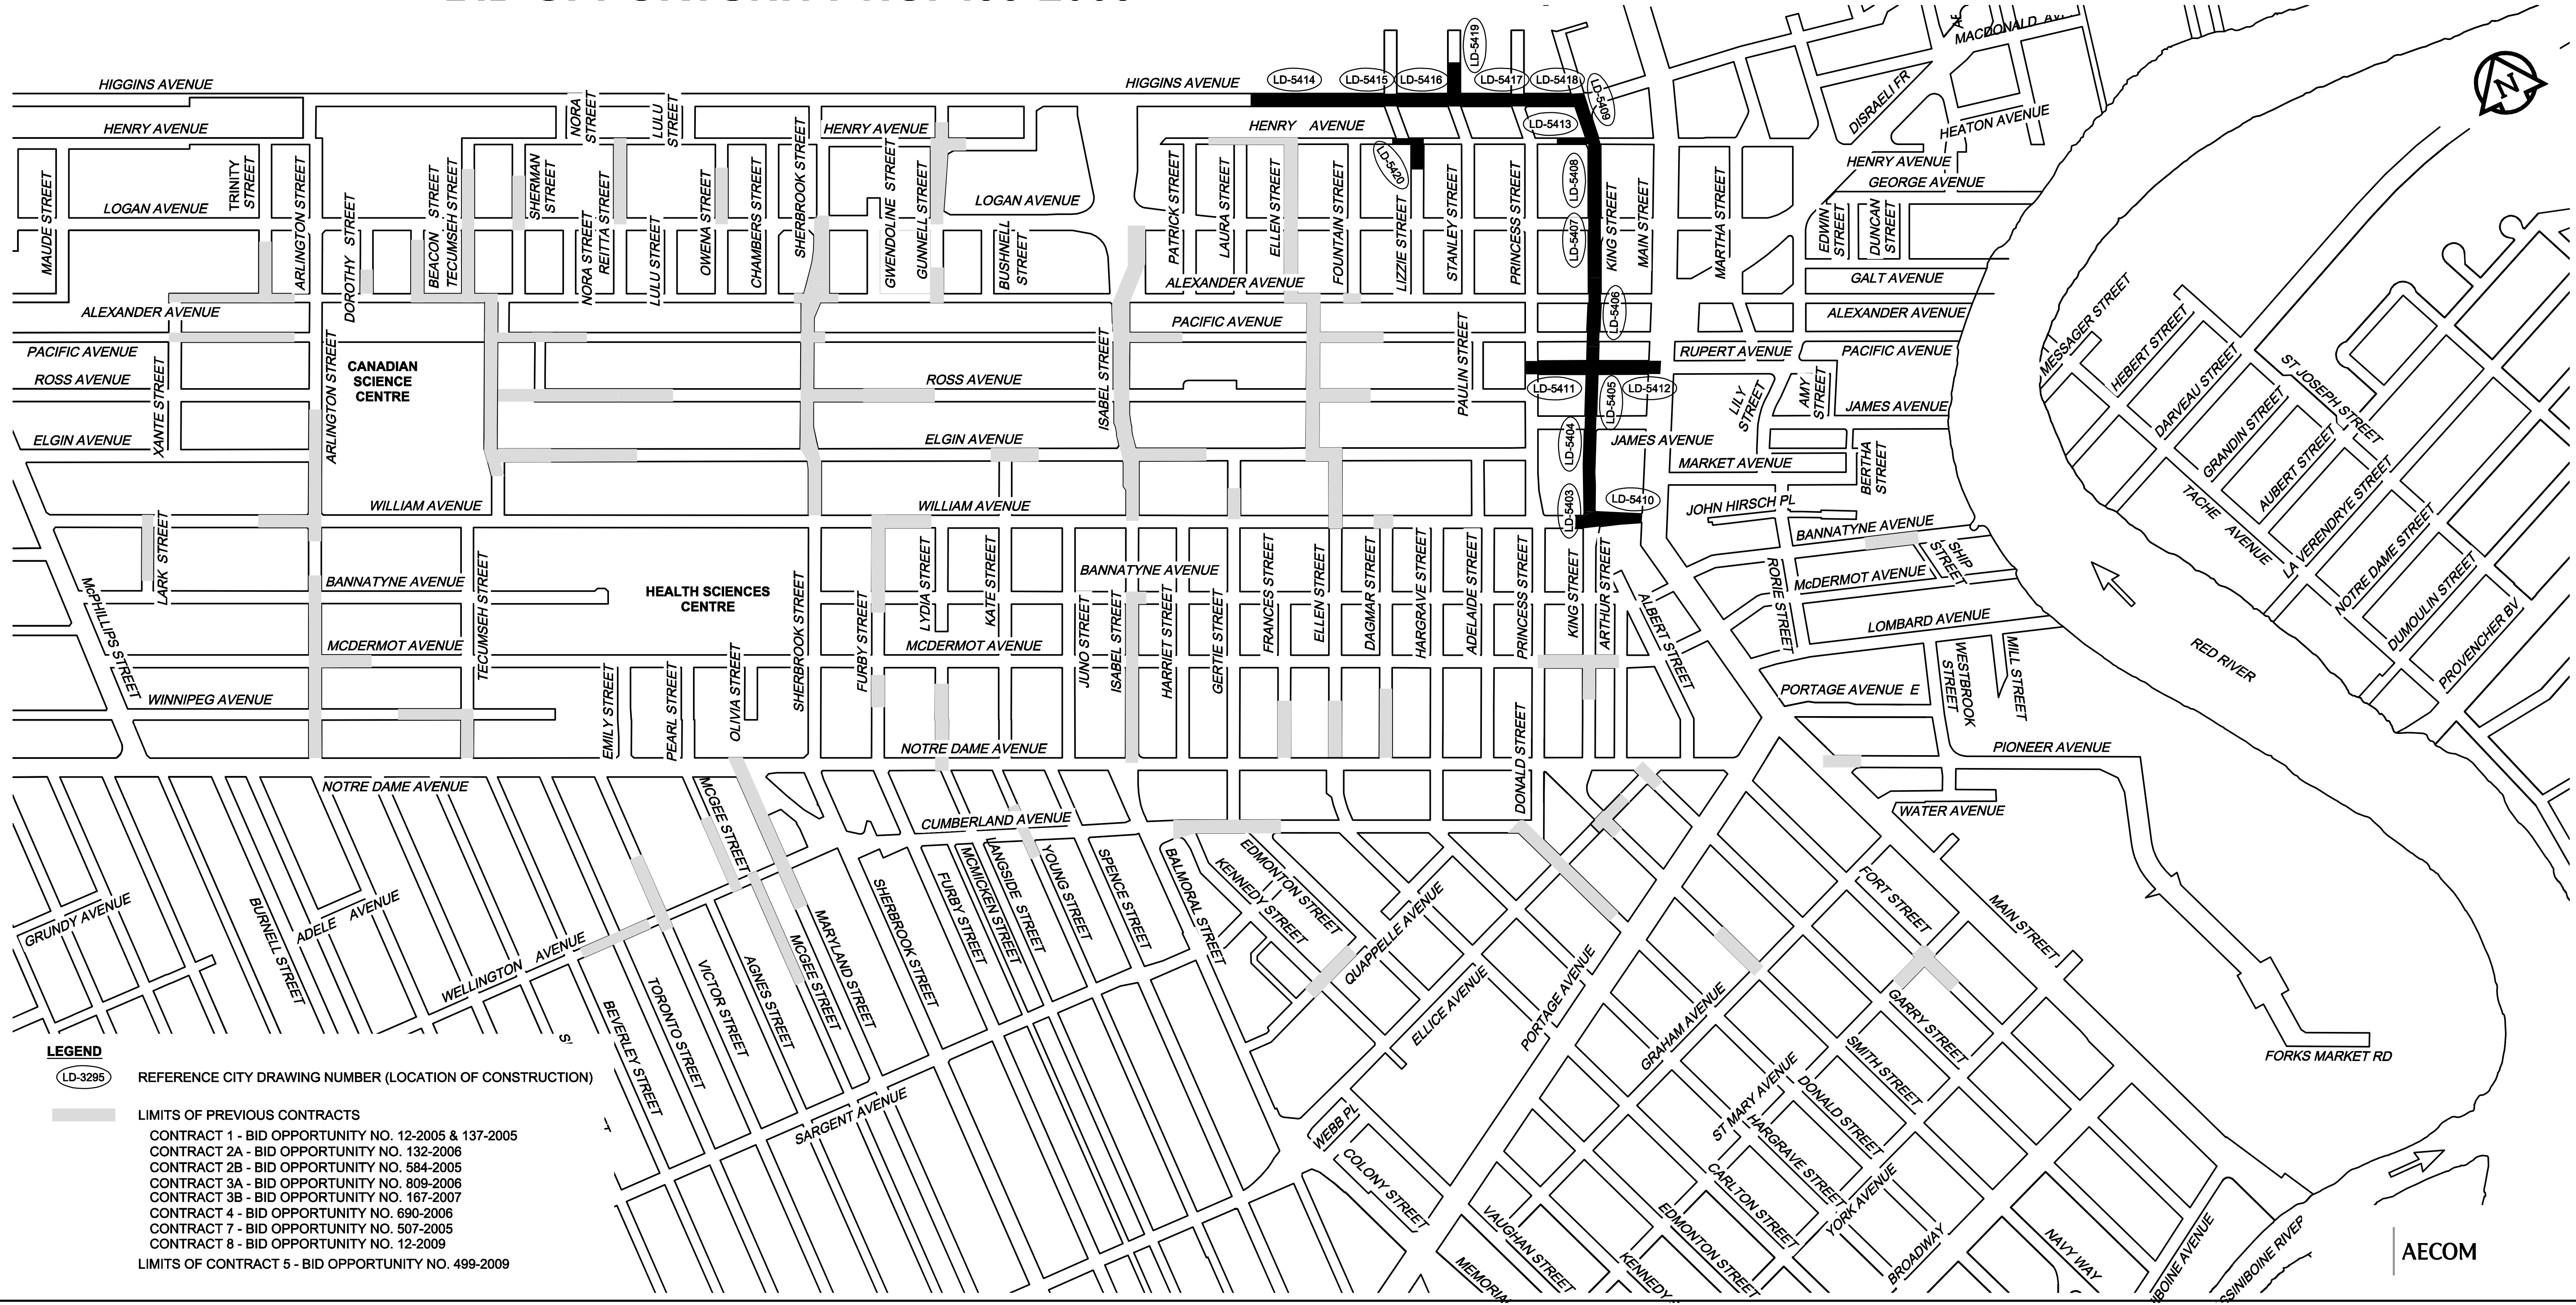 LD-5419
MACDONALD AV
HIGGINS AVENUE
HIGGINS AVENUE
LD-5414
LD-5415
LD-5416
LD-5417
LD-5418
LD-5409
DISRAELI FR
N
HENRY AVENUE
NORA
STREET
LULU
STREET
HENRY AVENUE
HENRY AVENUE
LD-5413
HEATON AVENUE
HENRY AVENUE
GEORGE AVENUE
MAUDE STREET
TRINITY
STREET
ARLINGTON STREET
DOROTHY STREET
BEACON STREET
TECUMSEH STREET
SHERMAN
STREET
NORA STREET
REITTA STREET
LULU STREET
OWENA STREET
CHAMBERS STREET
SHERBROOK STREET
GWENDOLINE STREET
GUNNELL STREET
BUSHNELL
STREET
LOGAN AVENUE
LOGAN AVENUE
PATRICK STREET
LAURA STREET
ELLEN STREET
FOUNTAIN STREET
LD-5420
LIZZIE STREET
STANLEY STREET
PRINCESS STREET
LD-5408
LD-5407
KING STREET
MAIN STREET
MARTHA STREET
EDWIN
STREET
DUNCAN
STREET
GALT AVENUE
ALEXANDER AVENUE
ALEXANDER AVENUE
ALEXANDER AVENUE
LD-5406
PACIFIC AVENUE
PACIFIC AVENUE
RUPERT AVENUE
PACIFIC AVENUE
MESSAGER STREET
HEBERT STREET
DARVEAU STREET
ST JOSEPH STREET
GRANDIN STREET
AUBERT STREET
LA VERENDRYE STREET
TACHE AVENUE
NOTRE DAME STREET
DUMOULIN STREET
PROVENCHER BV
ROSS AVENUE
XANTE STREET
ARLINGTON STREET
CANADIAN
SCIENCE
CENTRE
ROSS AVENUE
ISABEL STREET
PAULIN STREET
LD-5411
LD-5405
LD-5412
LILY
STREET
AMY
STREET
JAMES AVENUE
ELGIN AVENUE
ELGIN AVENUE
LD-5404
JAMES AVENUE
MARKET AVENUE
BERTHA
STREET
WILLIAM AVENUE
WILLIAM AVENUE
LD-5403
LD-5410
JOHN HIRSCH PL
BANNATYNE AVENUE
LARK STREET
McPHILLIPS STREET
BANNATYNE AVENUE
TECUMSEH STREET
HEALTH SCIENCES
CENTRE
SHERBROOK STREET
FURBY STREET
LYDIA STREET
KATE STREET
BANNATYNE AVENUE
JUNO STREET
ISABEL STREET
HARRIET STREET
GERTIE STREET
FRANCES STREET
ELLEN STREET
DAGMAR STREET
HARGRAVE STREET
ADELAIDE STREET
PRINCESS STREET
KING STREET
ARTHUR STREET
ALBERT STREET
RORIE STREET
McDERMOT AVENUE
SHIP
STREET
LOMBARD AVENUE
RED RIVER
MCDERMOT AVENUE
MCDERMOT AVENUE
WINNIPEG AVENUE
EMILY STREET
PEARL STREET
OLIVIA STREET
DONALD STREET
PORTAGE AVENUE E
WESTBROOK
STREET
MILL STREET
NOTRE DAME AVENUE
PIONEER AVENUE
NOTRE DAME AVENUE
MCGEE STREET
CUMBERLAND AVENUE
WATER AVENUE
GRUNDY AVENUE
BURNELL STREET
ADELE AVENUE
WELLINGTON AVENUE
BEVERLEY STREET
TORONTO STREET
VICTOR STREET
AGNES STREET
MCGEE STREET
MARYLAND STREET
SHERBROOK STREET
FURBY STREET
MCMICKEN STREET
LANGSIDE STREET
YOUNG STREET
SPENCE STREET
BALMORAL STREET
KENNEDY STREET
EDMONTON STREET
QUAPPELLE AVENUE
ELLICE AVENUE
PORTAGE AVENUE
GRAHAM AVENUE
FORT STREET
MAIN STREET
GARRY STREET
SMITH STREET
DONALD STREET
ST MARY AVENUE
HARGRAVE STREET
CARLTON STREET
YORK AVENUE
EDMONTON STREET
BROADWAY
NAVY WAY
FORKS MARKET RD
SARGENT AVENUE
WEBB PL
COLONY STREET
VAUGHAN STREET
MEMORIA
KENNEDY
BOINE AVENUE
SSINIBOINE RIVER
LEGEND
LD-3295 REFERENCE CITY DRAWING NUMBER (LOCATION OF CONSTRUCTION)
LIMITS OF PREVIOUS CONTRACTS
CONTRACT 1 - BID OPPORTUNITY NO. 12-2005 & 137-2005
CONTRACT 2A - BID OPPORTUNITY NO. 132-2006
CONTRACT 2B - BID OPPORTUNITY NO. 584-2005
CONTRACT 3A - BID OPPORTUNITY NO. 809-2006
CONTRACT 3B - BID OPPORTUNITY NO. 167-2007
CONTRACT 4 - BID OPPORTUNITY NO. 690-2006
CONTRACT 7 - BID OPPORTUNITY NO. 507-2005
CONTRACT 8 - BID OPPORTUNITY NO. 12-2009
LIMITS OF CONTRACT 5 - BID OPPORTUNITY NO. 499-2009
AECOM